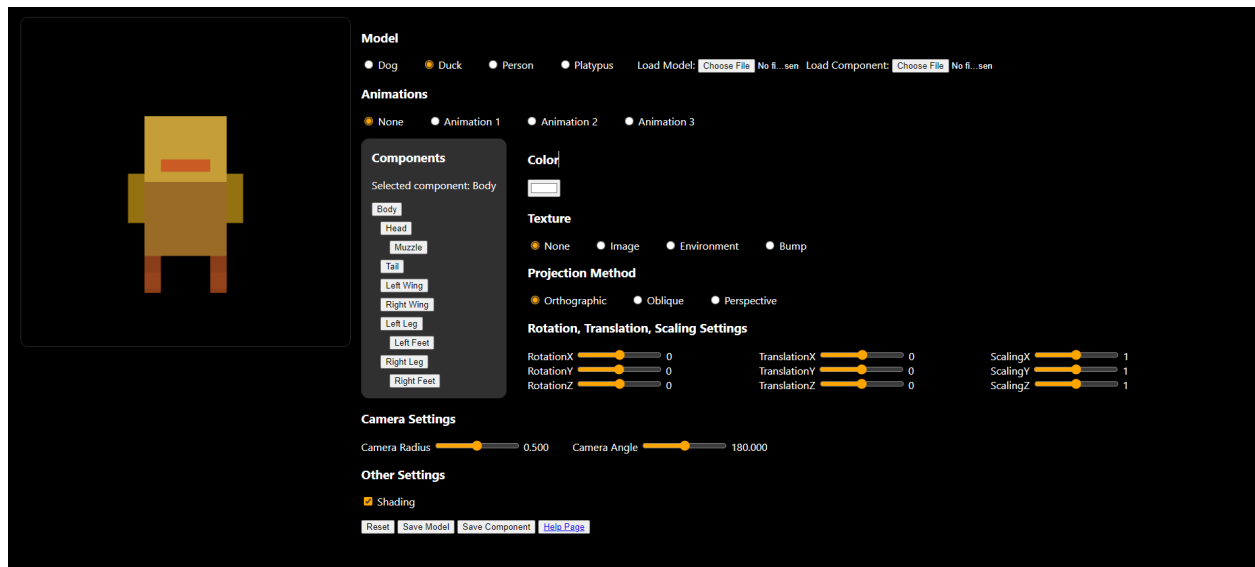 Model
Dog Duck Person Platypus Load Model: Choose File No fi...sen Load Component: Choose File No fi...sen
Animations
None Animation 1 Animation 2 Animation 3
Components
Selected component: Body
Body
Head
Muzzle
Tail
Left Wing
Right Wing
Left Leg
Left Feet
Right Leg
Right Feet
Color
Texture
None Image Environment Bump
Projection Method
Orthographic Oblique Perspective
Rotation, Translation, Scaling Settings
RotationX 0 TranslationX 0 ScalingX 1
RotationY 0 TranslationY 0 ScalingY 1
RotationZ 0 TranslationZ 0 ScalingZ 1
Camera Settings
Camera Radius 0.500 Camera Angle 180.000
Other Settings
Shading
Reset Save Model Save Component Help Page